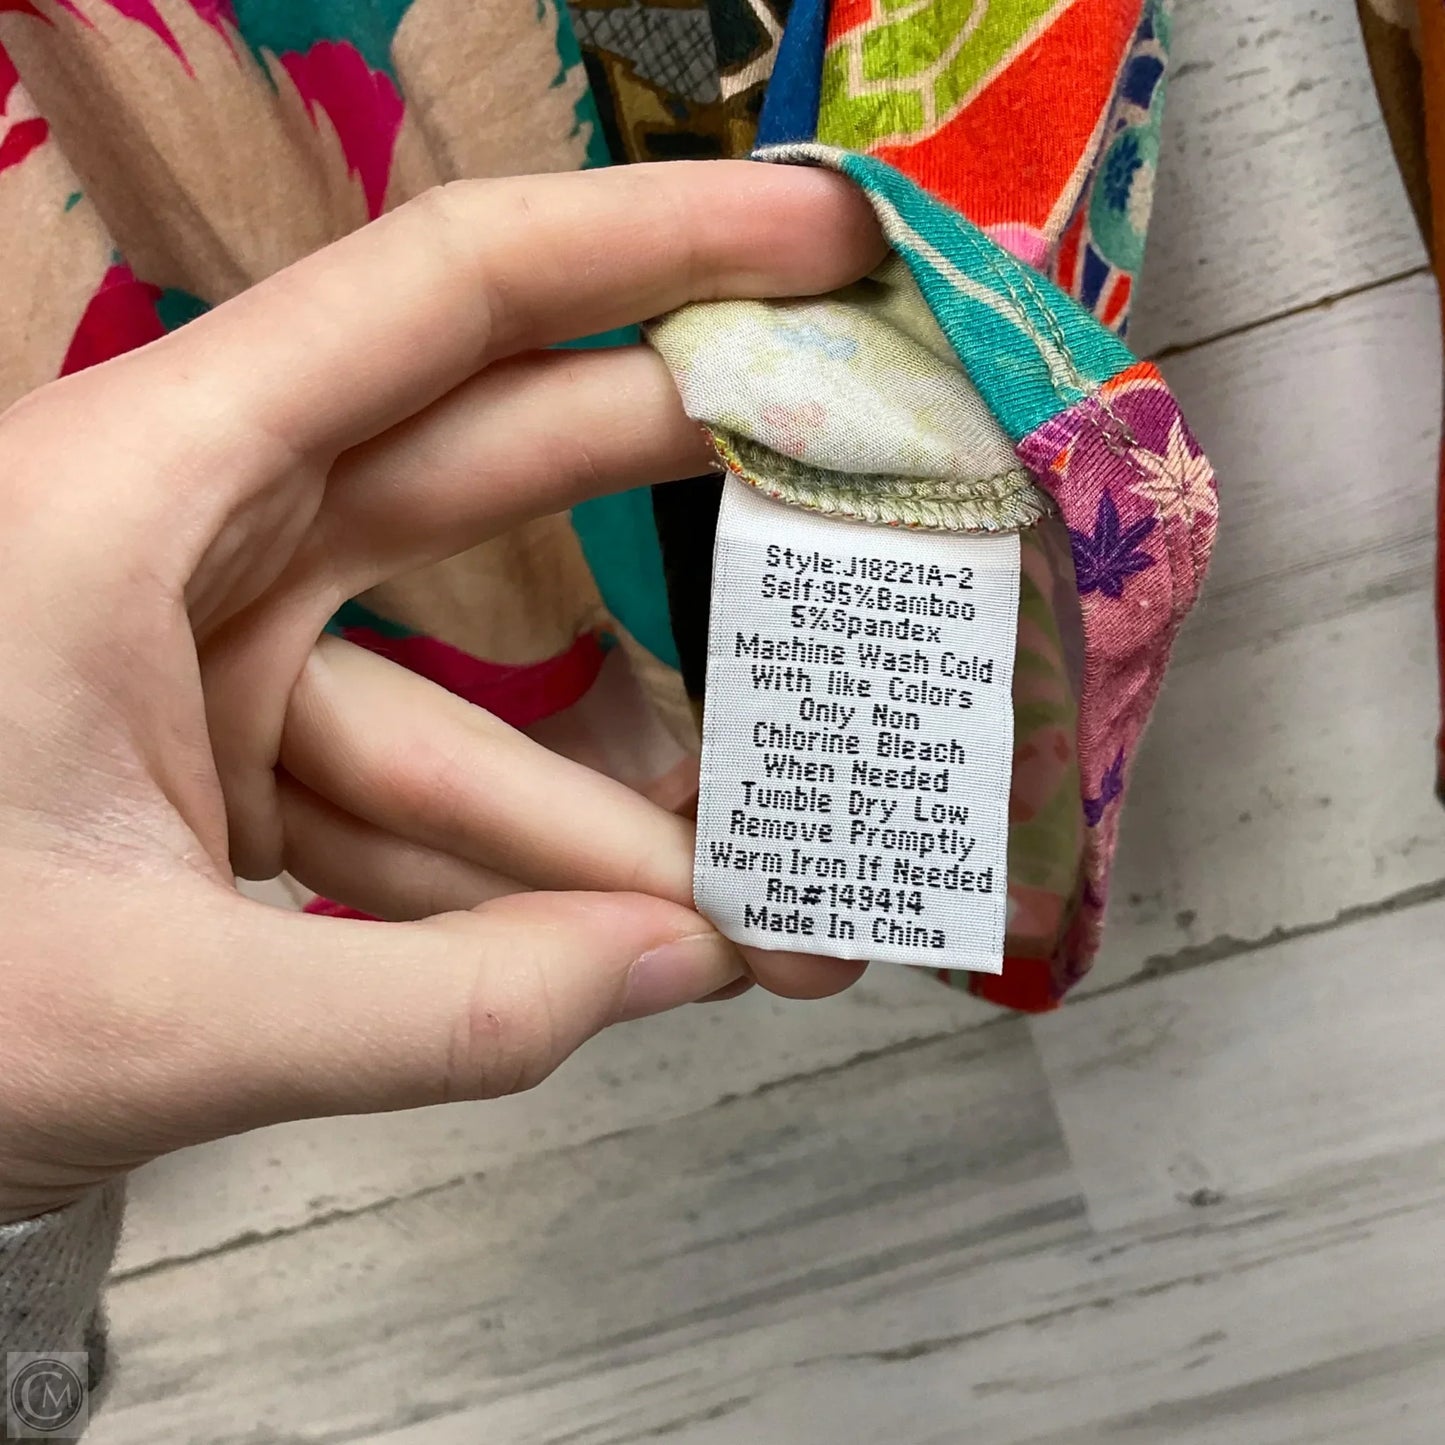 Style:J18221A-2
Self:95%Bamboo
5%Spandex
Machine Wash Cold
With like Colors
Only Non
Chlorine Bleach
When Needed
Tumble Dry Low
Remove Promptly
Warm Iron If Needed
Rn#149414
Made In China
CM